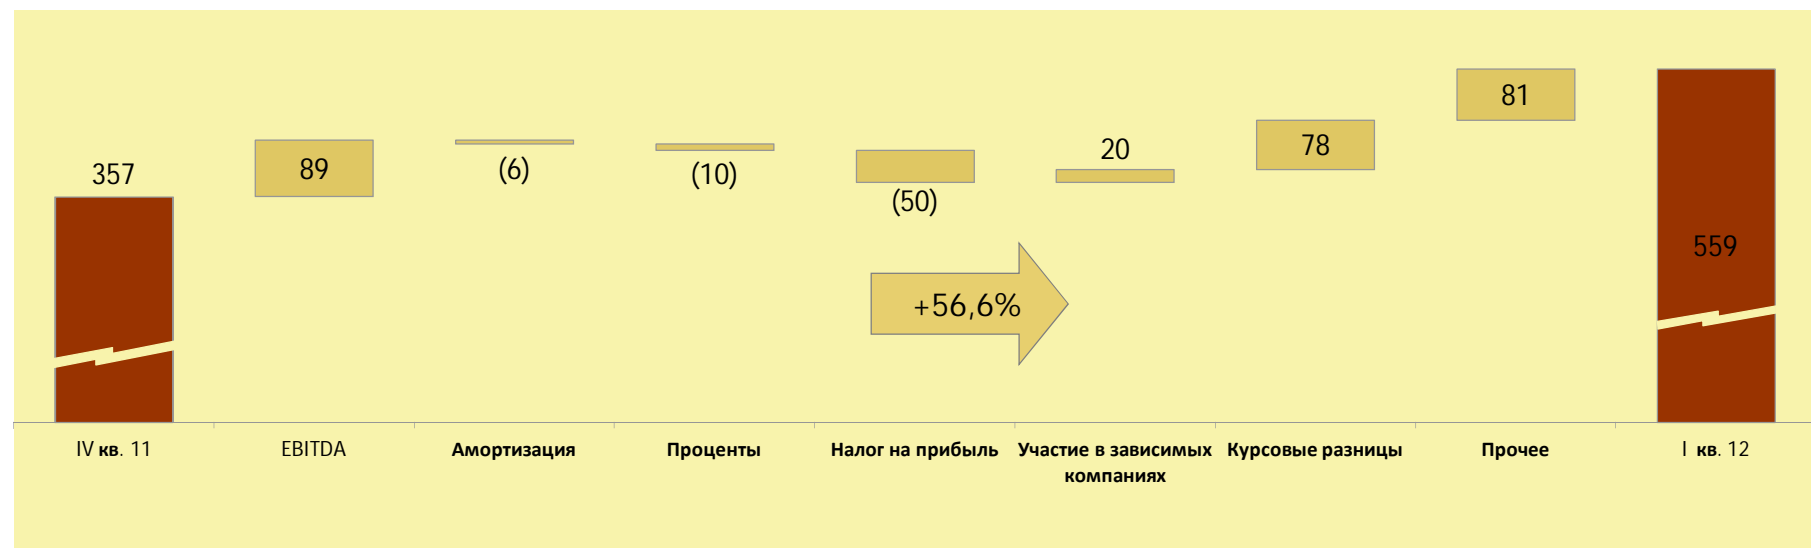 357
89
(6)
(10)
(50)
20
78
81
559
+56,6%
IV кв. 11
EBITDA
Амортизация
Проценты
Налог на прибыль
Участие в зависимых
компаниях
Курсовые разницы
Прочее
I кв. 12